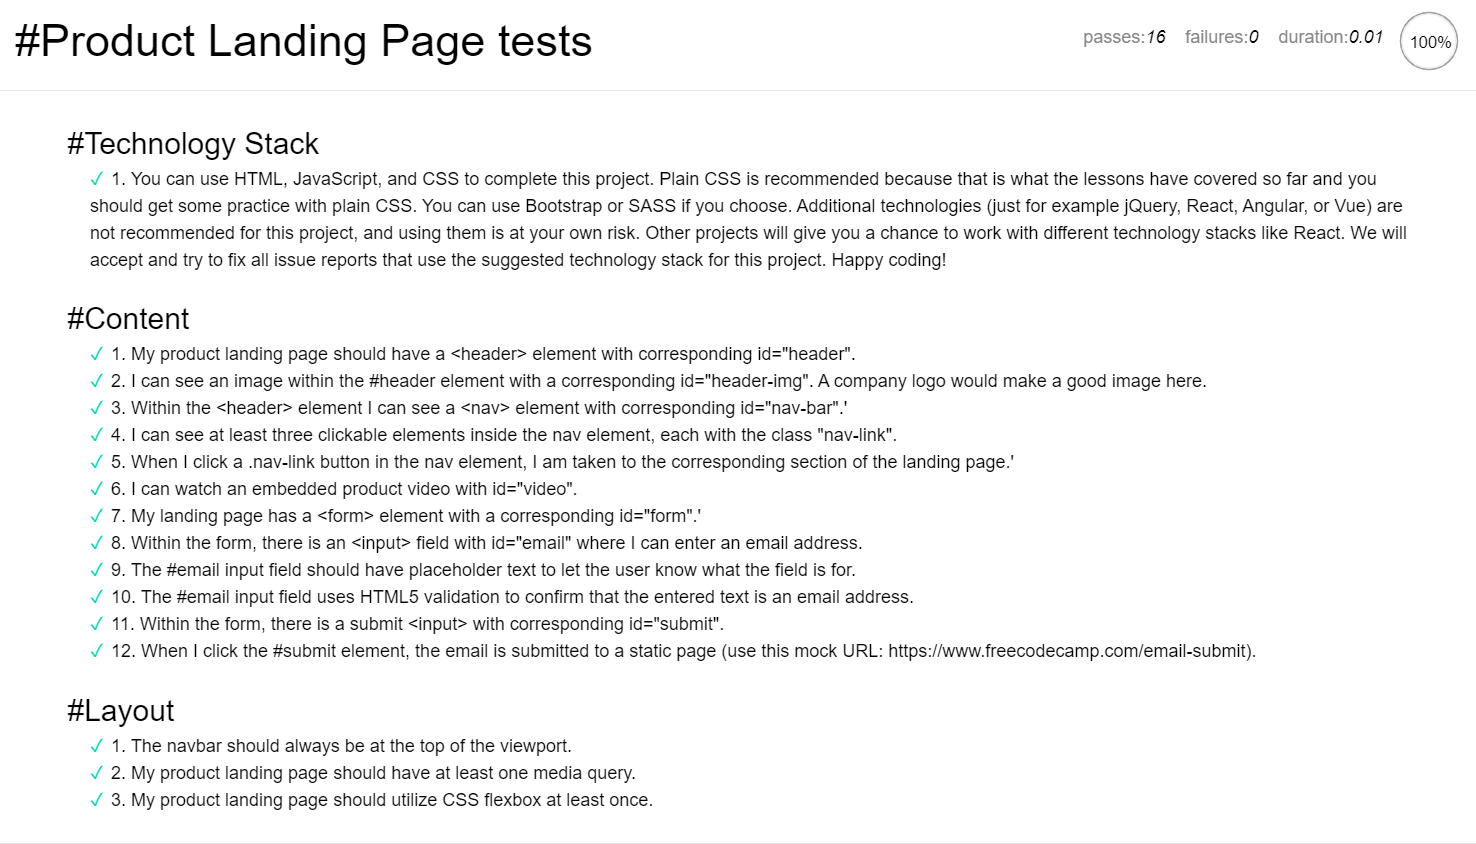 #Product Landing Page tests
passes:16 failures:0 duration:0.01 100%
#Technology Stack
✓ 1. You can use HTML, JavaScript, and CSS to complete this project. Plain CSS is recommended because that is what the lessons have covered so far and you
should get some practice with plain CSS. You can use Bootstrap or SASS if you choose. Additional technologies (just for example jQuery, React, Angular, or Vue) are
not recommended for this project, and using them is at your own risk. Other projects will give you a chance to work with different technology stacks like React. We will
accept and try to fix all issue reports that use the suggested technology stack for this project. Happy coding!
#Content
✓ 1. My product landing page should have a <header> element with corresponding id="header".
✓ 2. I can see an image within the #header element with a corresponding id="header-img". A company logo would make a good image here.
✓ 3. Within the <header> element I can see a <nav> element with corresponding id="nav-bar".'
✓ 4. I can see at least three clickable elements inside the nav element, each with the class "nav-link".
✓ 5. When I click a .nav-link button in the nav element, I am taken to the corresponding section of the landing page.'
✓ 6. I can watch an embedded product video with id="video".
✓ 7. My landing page has a <form> element with a corresponding id="form".'
✓ 8. Within the form, there is an <input> field with id="email" where I can enter an email address.
✓ 9. The #email input field should have placeholder text to let the user know what the field is for.
✓ 10. The #email input field uses HTML5 validation to confirm that the entered text is an email address.
✓ 11. Within the form, there is a submit <input> with corresponding id="submit".
✓ 12. When I click the #submit element, the email is submitted to a static page (use this mock URL: https://www.freecodecamp.com/email-submit).
#Layout
✓ 1. The navbar should always be at the top of the viewport.
✓ 2. My product landing page should have at least one media query.
✓ 3. My product landing page should utilize CSS flexbox at least once.